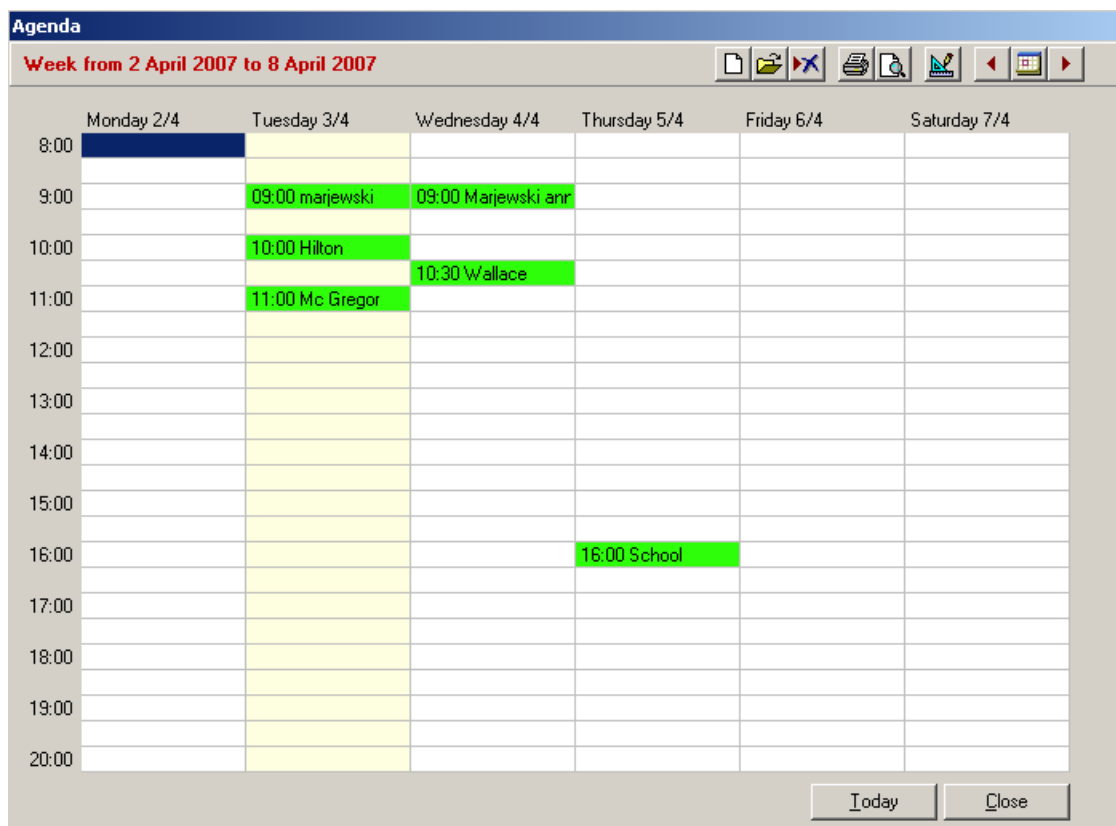 Agenda
Week from 2 April 2007 to 8 April 2007
Monday 2/4 Tuesday 3/4 Wednesday 4/4 Thursday 5/4 Friday 6/4 Saturday 7/4
8:00
9:00 09:00 marjewski 09:00 Marjewski anr
10:00 10:00 Hilton
10:30 Wallace
11:00 11:00 Mc Gregor
12:00
13:00
14:00
15:00
16:00 16:00 School
17:00
18:00
19:00
20:00
Today Close